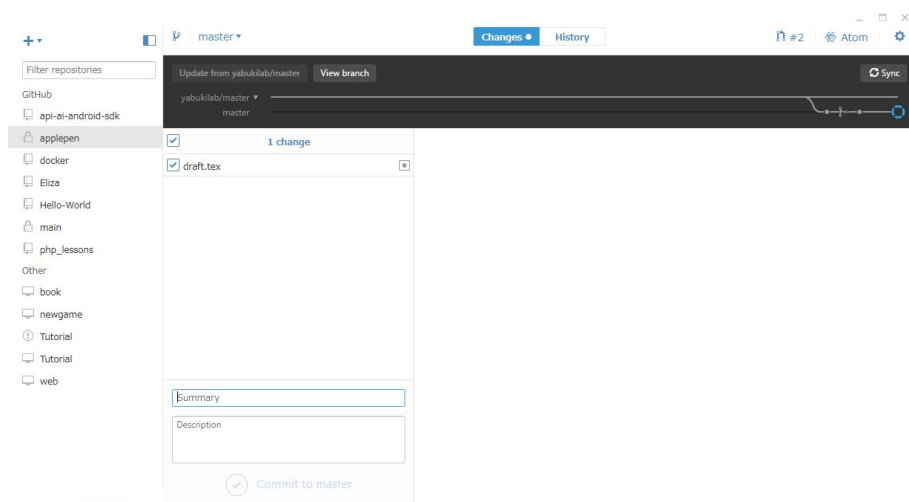 master
Changes
History
#2
Atom
Filter repositories
Update from yabukilab/master
View branch
Sync
GitHub
yabukilab/master
master
api-ai-android-sdk
applepen
1 change
docker
draft.tex
Eliza
Hello-World
main
php_lessons
Other
book
newgame
Tutorial
Tutorial
web
Summary
Description
Commit to master